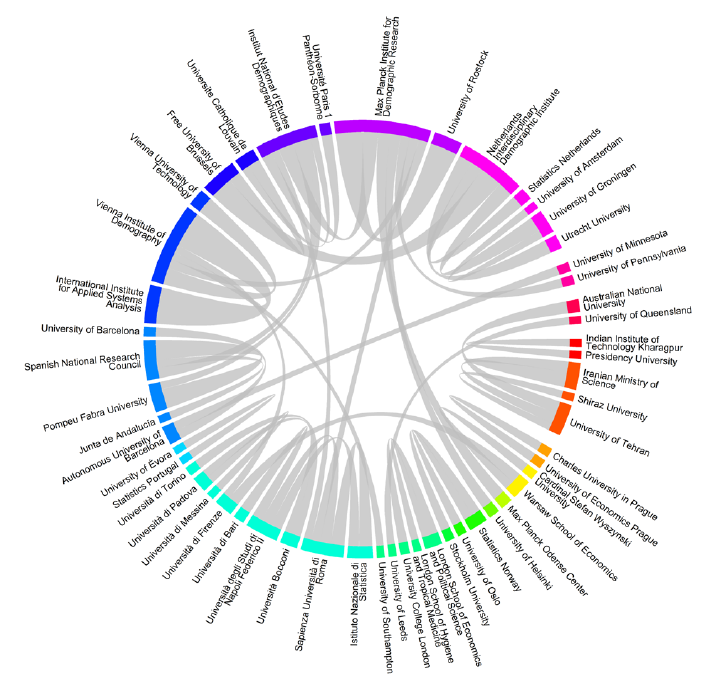 Max Planck Institute for
Demographic Research
University of Rostock
Netherlands
Interdisciplinary
Demographic Institute
Statistics Netherlands
University of Amsterdam
University of Groningen
Utrecht University
University of Minnesota
University of Pennsylvania
Australian National
University
University of Queensland
Indian Institute of
Technology Kharagpur
Presidency University
Iranian Ministry of
Science
Shiraz University
University of Tehran
Charles University in Prague
University of Economics Prague
Cardinal Stefan Wyszynski
University
Warsaw School of Economics
Max Planck Odense Center
University of Helsinki
Statistics Norway
University of Oslo
Stockholm University
London School of Economics
and Political Science
London School of Hygiene
and Tropical Medicine
University College London
University of Leeds
University of Southampton
Istituto Nazionale di
Statistica
Sapienza Università di
Roma
Università Bocconi
Università degli Studi di
Napoli Federico II
Università di Bari
Università di Firenze
Università di Messina
Università di Padova
Università di Torino
Statistics Portugal
University of Évora
Autonomous University of
Barcelona
Junta de Andalucía
Pompeu Fabra University
Spanish National Research
Council
University of Barcelona
International Institute
for Applied Systems
Analysis
Vienna Institute of
Demography
Vienna University of
Technology
Free University of
Brussels
Universite Catholique de
Louvain
Institut National d'Etudes
Démographiques
Université Paris 1
Panthéon-Sorbonne